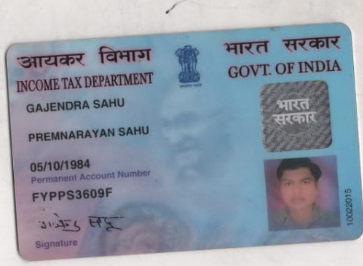 आयकर विभाग
भारत सरकार
INCOME TAX DEPARTMENT
GOVT. OF INDIA
GAJENDRA SAHU
PREMNARAYAN SAHU
05/10/1984
Permanent Account Number
FYPPS3609F
भारत
सरकार
साहू
Signature
10022015